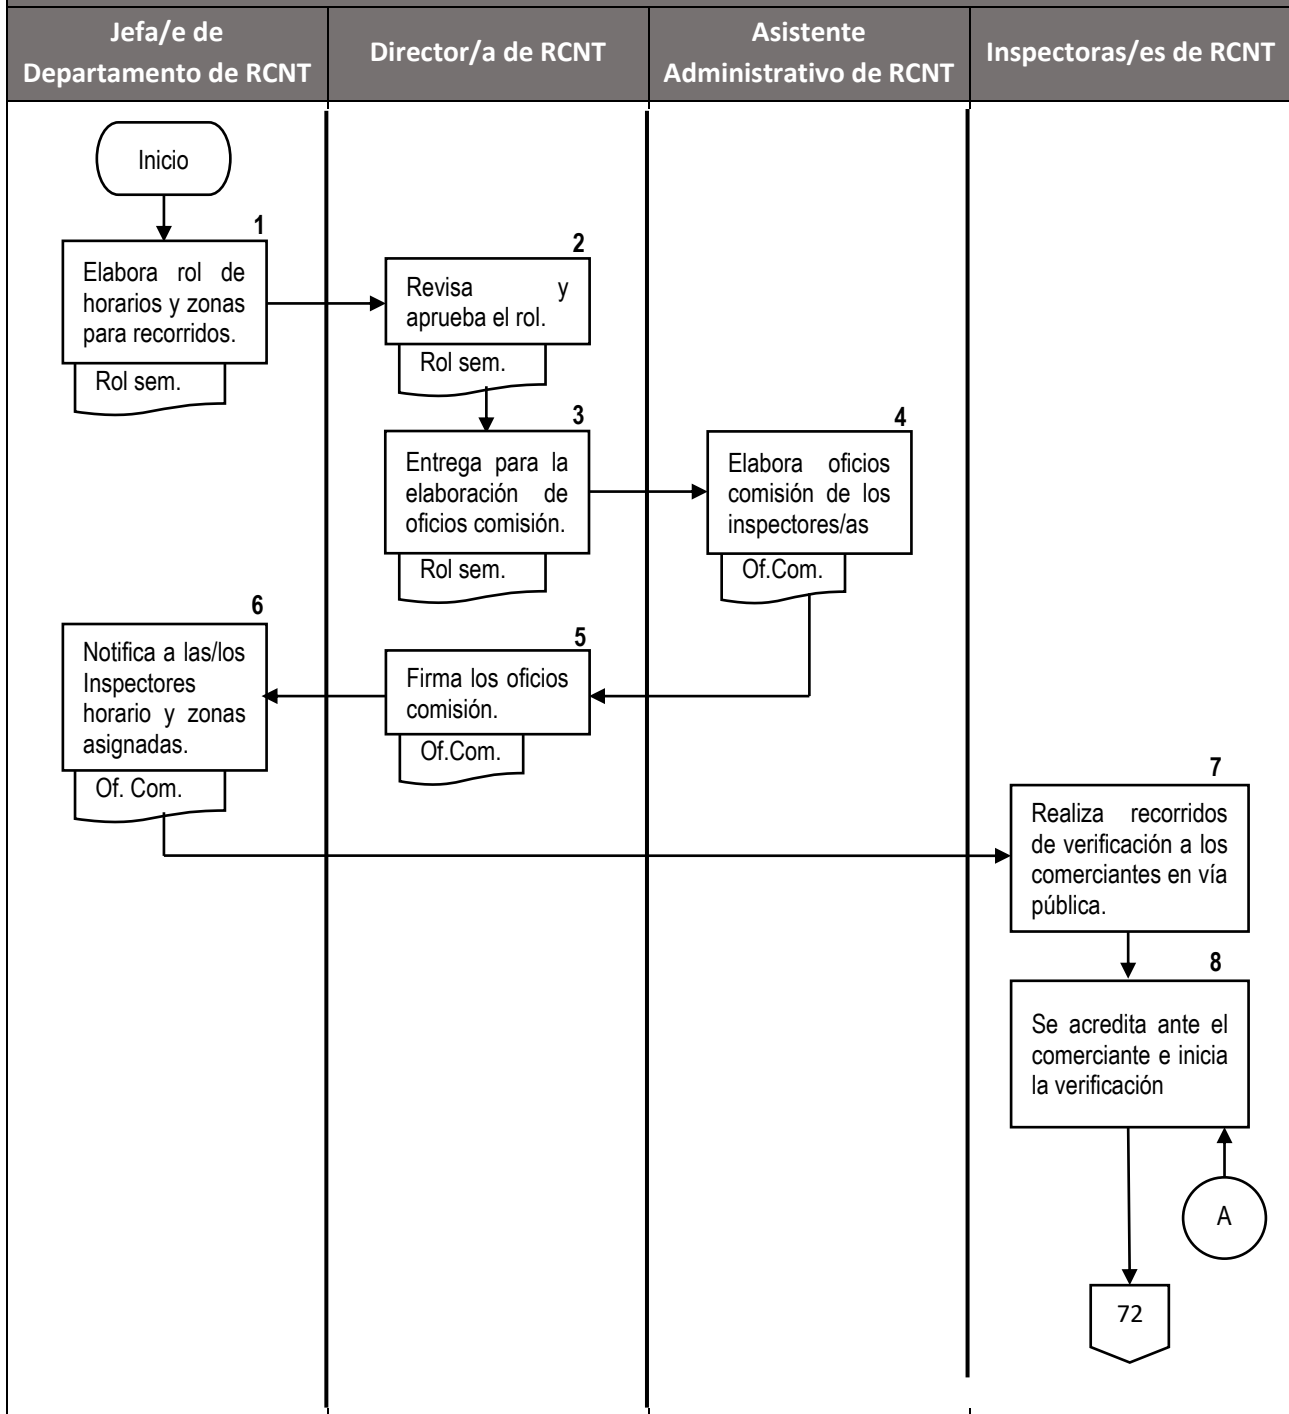 Jefa/e de
Departamento de RCNT
Director/a de RCNT
Asistente
Administrativo de RCNT
Inspectoras/es de RCNT
Inicio
1
Elabora rol de
horarios y zonas
para recorridos.
Rol sem.
2
Revisa y
aprueba el rol.
Rol sem.
3
Entrega para la
elaboración de
oficios comisión.
Rol sem.
4
Elabora oficios
comisión de los
inspectores/as
Of.Com.
5
Firma los oficios
comisión.
Of.Com.
6
Notifica a las/los
Inspectores
horario y zonas
asignadas.
Of. Com.
7
Realiza recorridos
de verificación a los
comerciantes en vía
pública.
8
Se acredita ante el
comerciante e inicia
la verificación
A
72